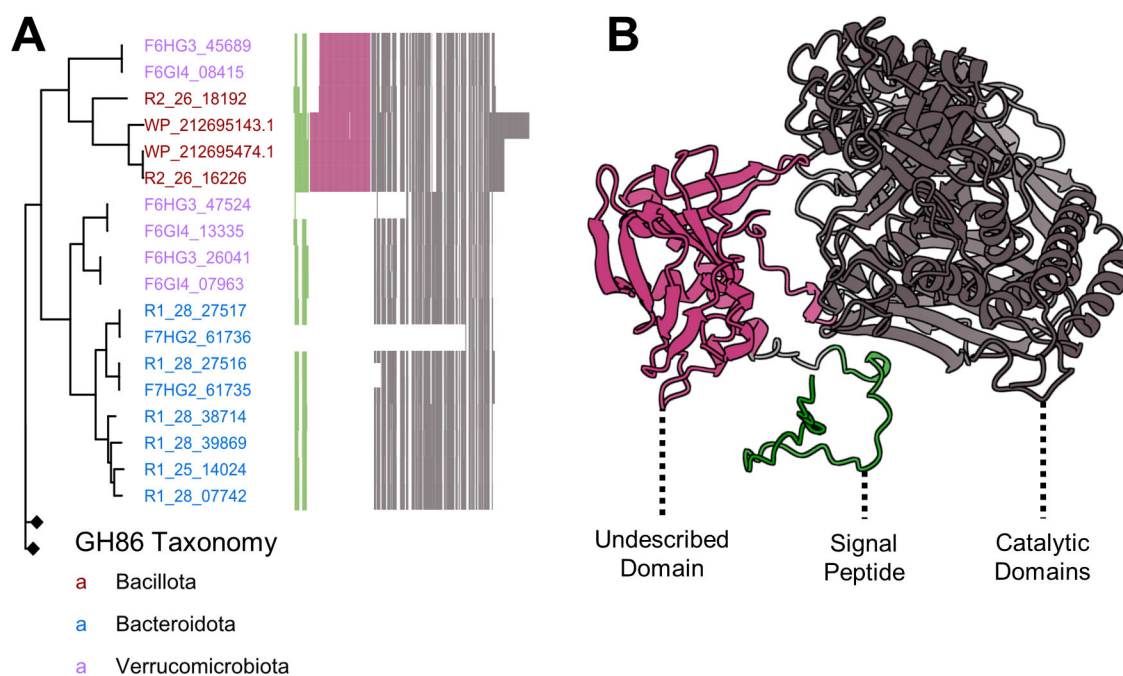 A
F6HG3_45689
F6GI4_08415
R2_26_18192
WP_212695143.1
WP_212695474.1
R2_26_16226
F6HG3_47524
F6GI4_13335
F6HG3_26041
F6GI4_07963
R1_28_27517
F7HG2_61736
R1_28_27516
F7HG2_61735
R1_28_38714
R1_28_39869
R1_25_14024
R1_28_07742
GH86 Taxonomy
a Bacillota
a Bacteroidota
a Verrucomicrobiota
B
Undescribed
Domain
Signal
Peptide
Catalytic
Domains